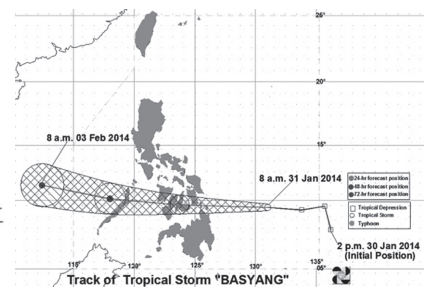 25°
20°
8 a.m. 03 Feb 2014
15°
8 a.m. 31 Jan 2014
24-hr forecast position
48-hr forecast position
72-hr forecast position
10°
Tropical Depression
Tropical Storm
Typhoon
2 p.m. 30 Jan 2014
(Initial Position)
115° 120° 125° 130° 135°
05°
Track of Tropical Storm "BASYANG"